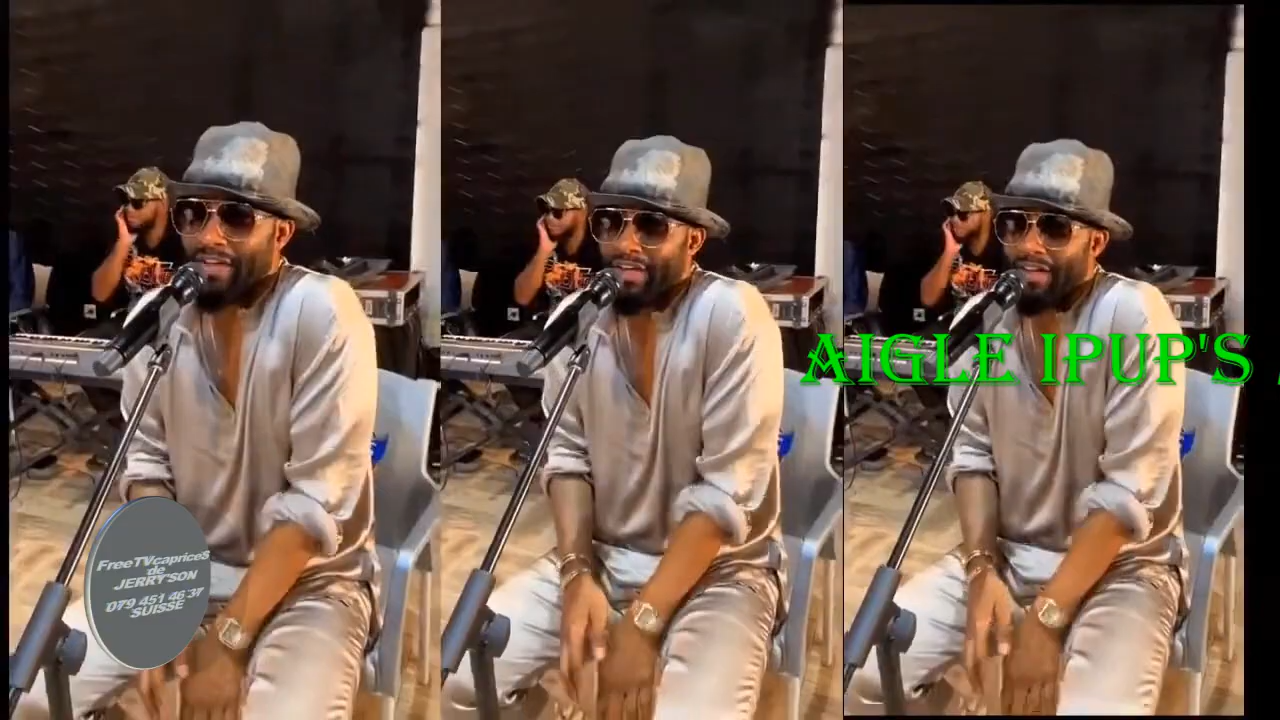 AIGLE IPUP'S
FreeTVcapriceS
de
JERRY'SON
079 451 46 37
SUISSE